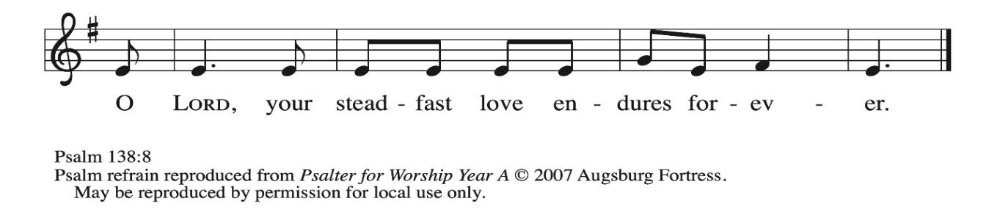 O LORD, your stead - fast love en - dures for - ev - er.
Psalm 138:8
Psalm refrain reproduced from Psalter for Worship Year A © 2007 Augsburg Fortress.
May be reproduced by permission for local use only.